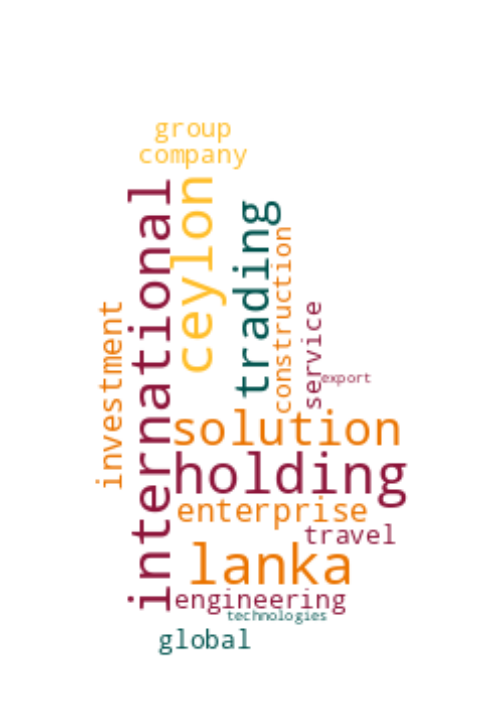 group
company
international
ceylon
trading
construction
investment
service
export
solution
holding
enterprise
travel
lanka
engineering
technologies
global